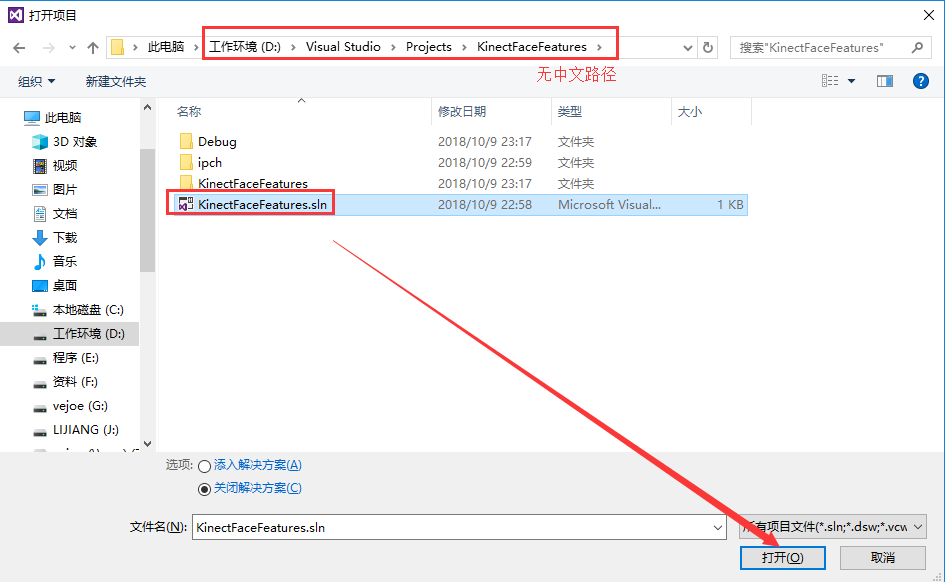 打开项目
此电脑 › 工作环境 (D:) › Visual Studio › Projects › KinectFaceFeatures ›
搜索"KinectFaceFeatures"
无中文路径
组织 新建文件夹
名称 修改日期 类型 大小
Debug 2018/10/9 23:17 文件夹
ipch 2018/10/9 22:59 文件夹
KinectFaceFeatures 2018/10/9 23:17 文件夹
KinectFaceFeatures.sln 2018/10/9 22:58 Microsoft Visual... 1 KB
此电脑
3D 对象
视频
图片
文档
下载
音乐
桌面
本地磁盘 (C:)
工作环境 (D:)
程序 (E:)
资料 (F:)
vejoe (G:)
LIJIANG (J:)
选项: 添入解决方案(A)
关闭解决方案(C)
文件名(N): KinectFaceFeatures.sln
所有项目文件(*.sln;*.dsw;*.vcw
打开(O) 取消